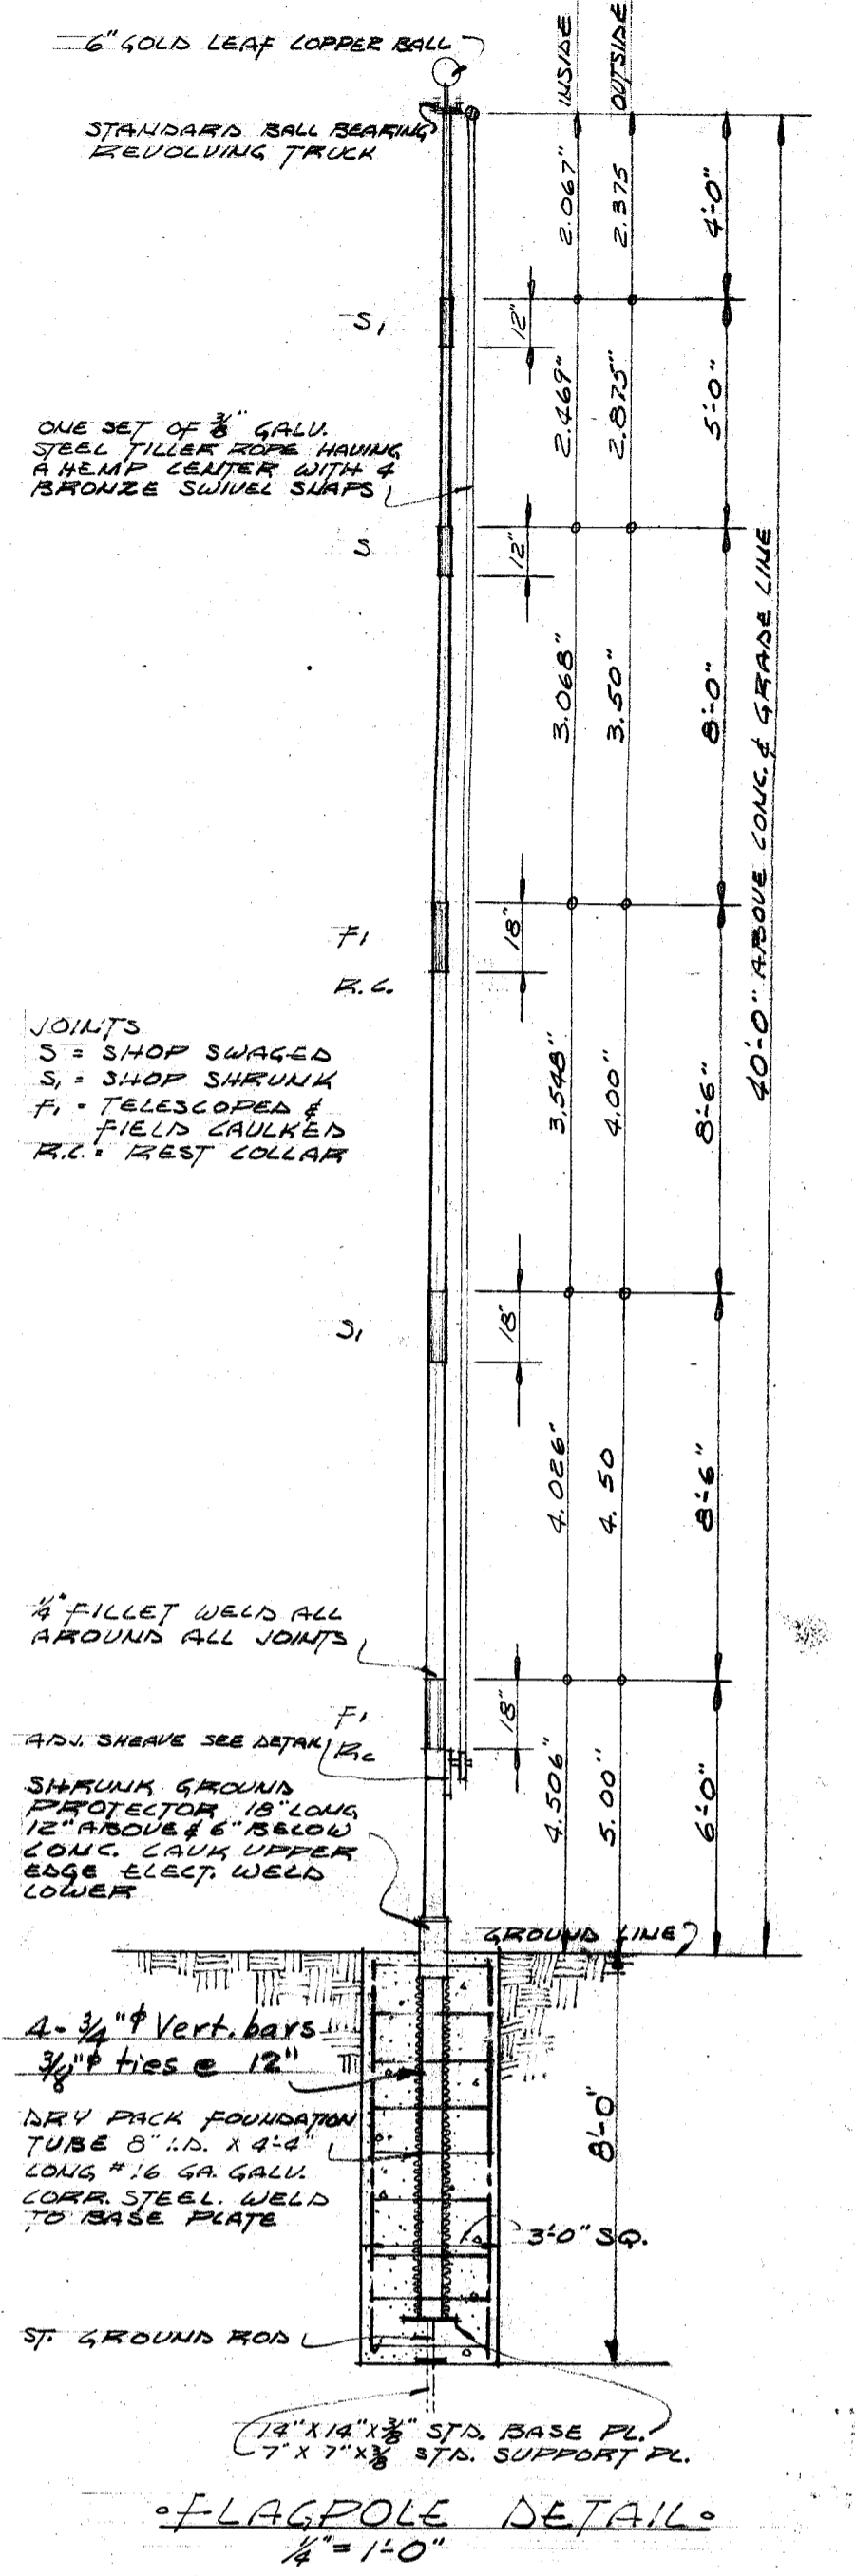 6" GOLD LEAF COPPER BALL
INSIDE
OUTSIDE
STANDARD BALL BEARING
REVOLVING TRUCK
2.067"
2.375
4'-0"
S1
12"
2.469"
2.875"
5'-0"
ONE SET OF 3/8" GALV.
STEEL TILLER ROPE HAVING
A HEMP CENTER WITH 4
BRONZE SWIVEL SNAPS
S
12"
3.068"
3.50"
8'-0"
40'-0" ABOVE CONC. & GRADE LINE
F1
R.C.
18"
JOINTS
S = SHOP SWAGED
S1 = SHOP SHRUNK
F1 = TELESCOPED &
FIELD CAULKED
R.C. = REST COLLAR
3.548"
4.00"
8'-6"
S1
18"
4.026"
4.50
8'-6"
1/4" FILLET WELD ALL
AROUND ALL JOINTS
F1
RC
18"
ADJ. SHEAVE SEE DETAIL
4.506"
5.00"
6'-0"
SHRUNK GROUND
PROTECTOR 18" LONG
12" ABOVE & 6" BELOW
CONC. CAUK UPPER
EDGE ELECT. WELD
LOWER
GROUND LINE
4-3/4"φ Vert. bars
3/8"φ ties @ 12"
DRY PACK FOUNDATION
TUBE 8" I.D. X 4'-4"
LONG #16 GA. GALV.
CORR. STEEL. WELD
TO BASE PLATE
8'-0"
3'-0" SQ.
ST. GROUND ROD
14" X 14" X 3/8" STD. BASE PL.
7" X 7" X 3/8 STD. SUPPORT PL.
FLAGPOLE DETAIL
1/4" = 1'-0"